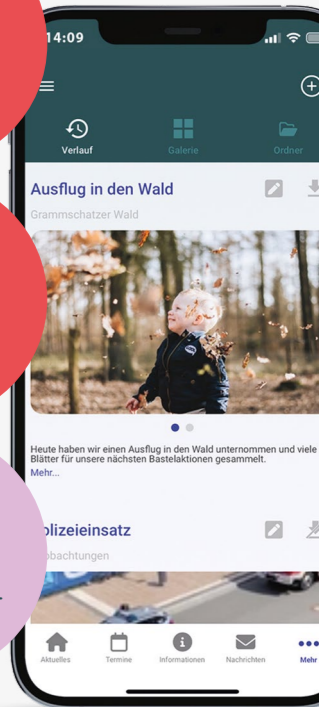 14:09
Verlauf
Galerie
Ordner
Ausflug in den Wald
Grammschatzer Wald
Heute haben wir einen Ausflug in den Wald unternommen und viele
Blätter für unsere nächsten Bastelaktionen gesammelt.
Mehr...
olizeieinsatz
obachtungen
Aktuelles
Termine
Informationen
Nachrichten
Mehr